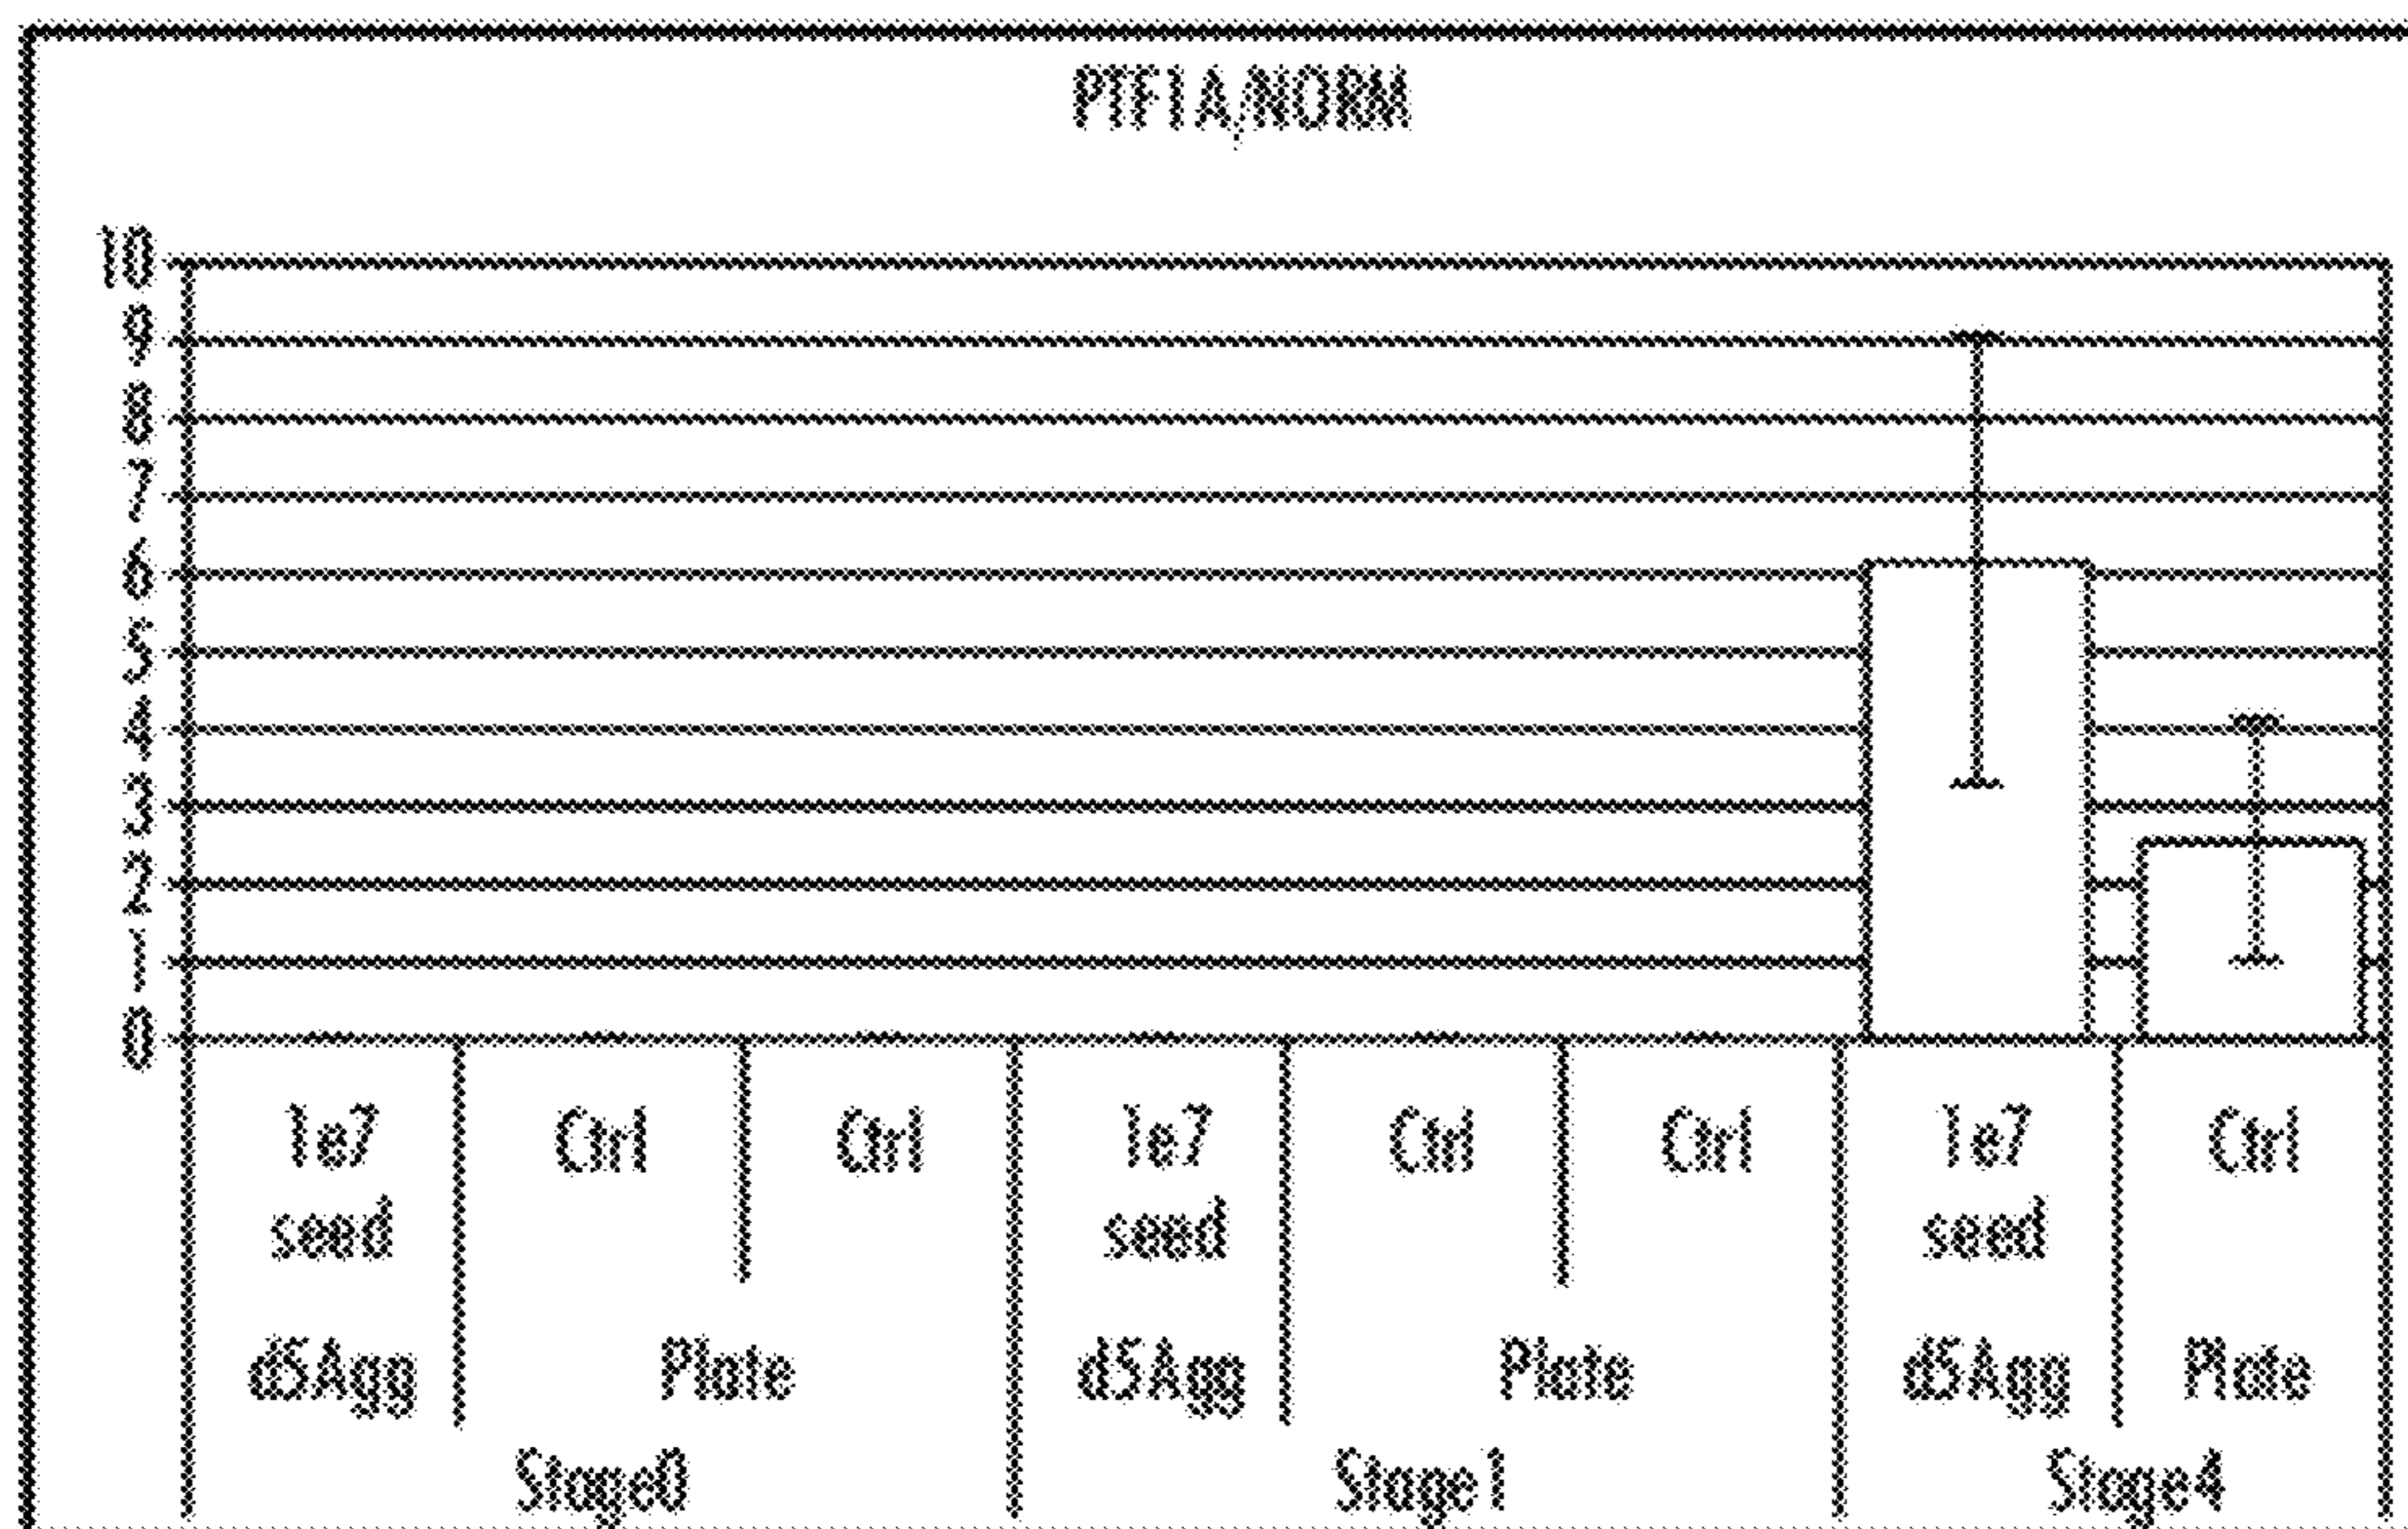 PTF1A/NORM
10
9
8
7
6
5
4
3
2
1
0
1e7 seed
Ctrl
Ctrl
1e7 seed
Ctrl
Ctrl
1e7 seed
Ctrl
d5Agg
Plate
d5Agg
Plate
d5Agg
Plate
Stage0
Stage1
Stage4